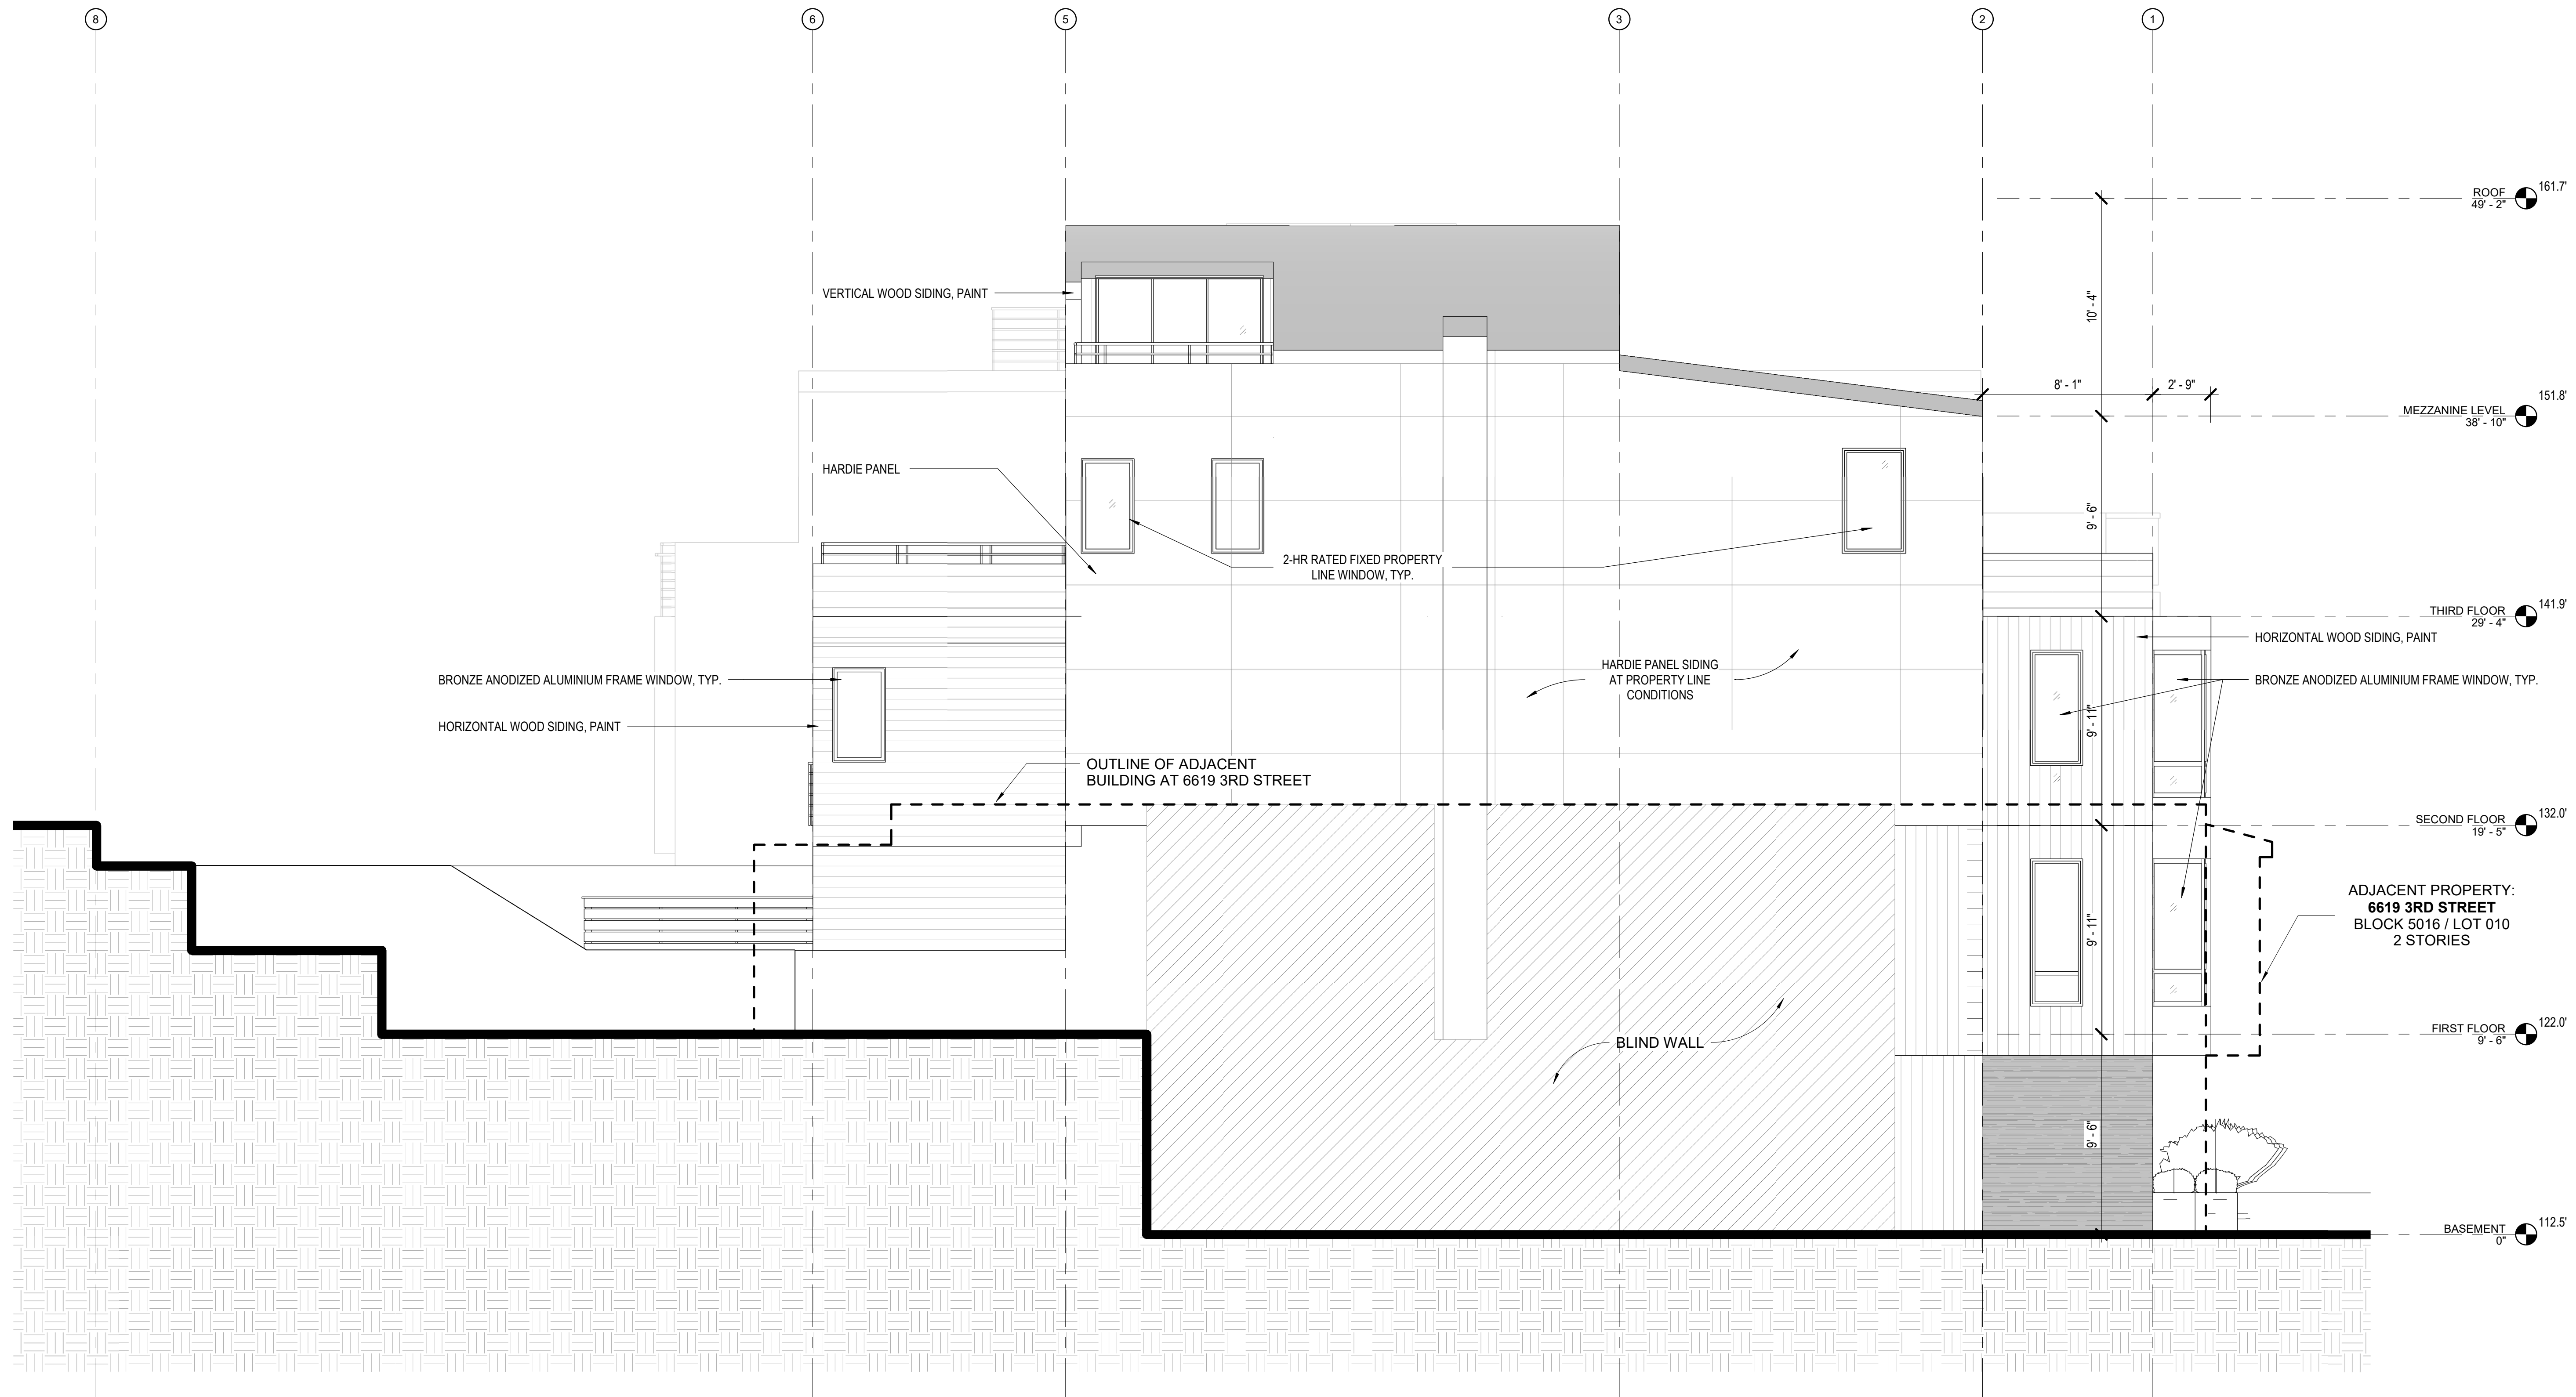 8
6
5
3
2
1
ROOF
49' - 2"
161.7'
VERTICAL WOOD SIDING, PAINT
10' - 4"
8' - 1"
2' - 9"
MEZZANINE LEVEL
38' - 10"
151.8'
HARDIE PANEL
9' - 6"
2-HR RATED FIXED PROPERTY
LINE WINDOW, TYP.
THIRD FLOOR
29' - 4"
141.9'
HORIZONTAL WOOD SIDING, PAINT
HARDIE PANEL SIDING
AT PROPERTY LINE
CONDITIONS
BRONZE ANODIZED ALUMINIUM FRAME WINDOW, TYP.
BRONZE ANODIZED ALUMINIUM FRAME WINDOW, TYP.
HORIZONTAL WOOD SIDING, PAINT
9' - 11"
OUTLINE OF ADJACENT
BUILDING AT 6619 3RD STREET
SECOND FLOOR
19' - 5"
132.0'
ADJACENT PROPERTY:
6619 3RD STREET
BLOCK 5016 / LOT 010
2 STORIES
9' - 11"
BLIND WALL
FIRST FLOOR
9' - 6"
122.0'
9' - 6"
BASEMENT
0"
112.5'